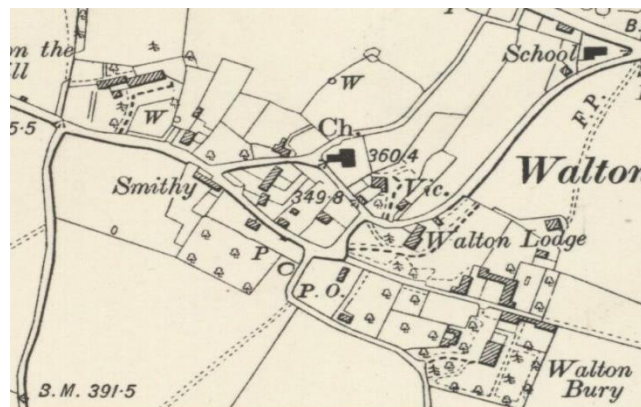 B.
School
on the
ll
W
F.P.
W
Ch.
360.4
5.5
Walton
Smithy
349.8
Vic.
Walton Lodge
P
P.O.
Walton
Bury
B.M. 391.5